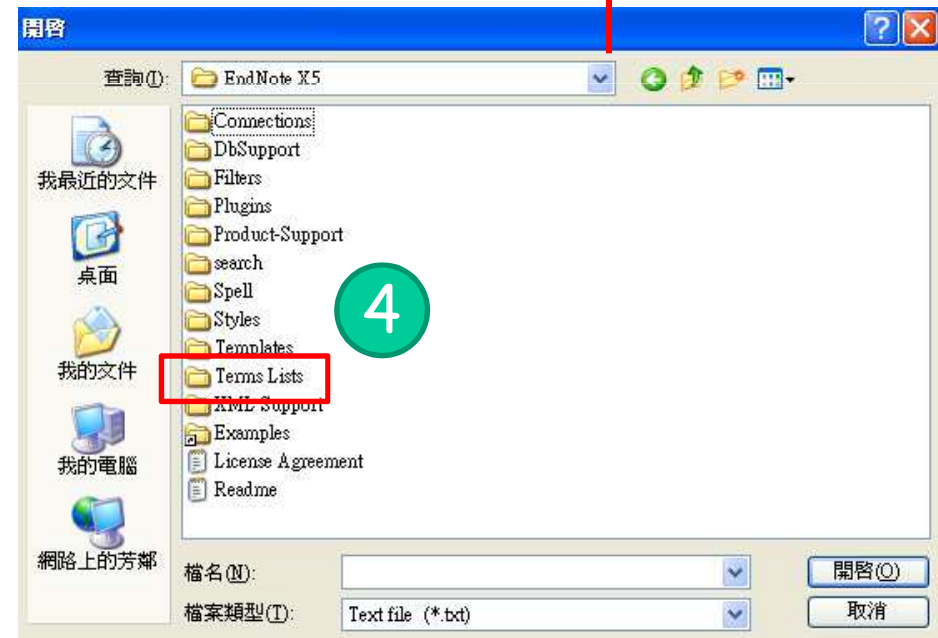 開啓
查詢(I): EndNote X5
我最近的文件
桌面
我的文件
我的電腦
網路上的芳鄰
Connections
DbSupport
Filters
Plugins
Product-Support
search
Spell
Styles
Templates
Terms Lists
XML Support
Examples
License Agreement
Readme
4
檔名(N):
開啓(O)
檔案類型(T): Text file (*.txt)
取消